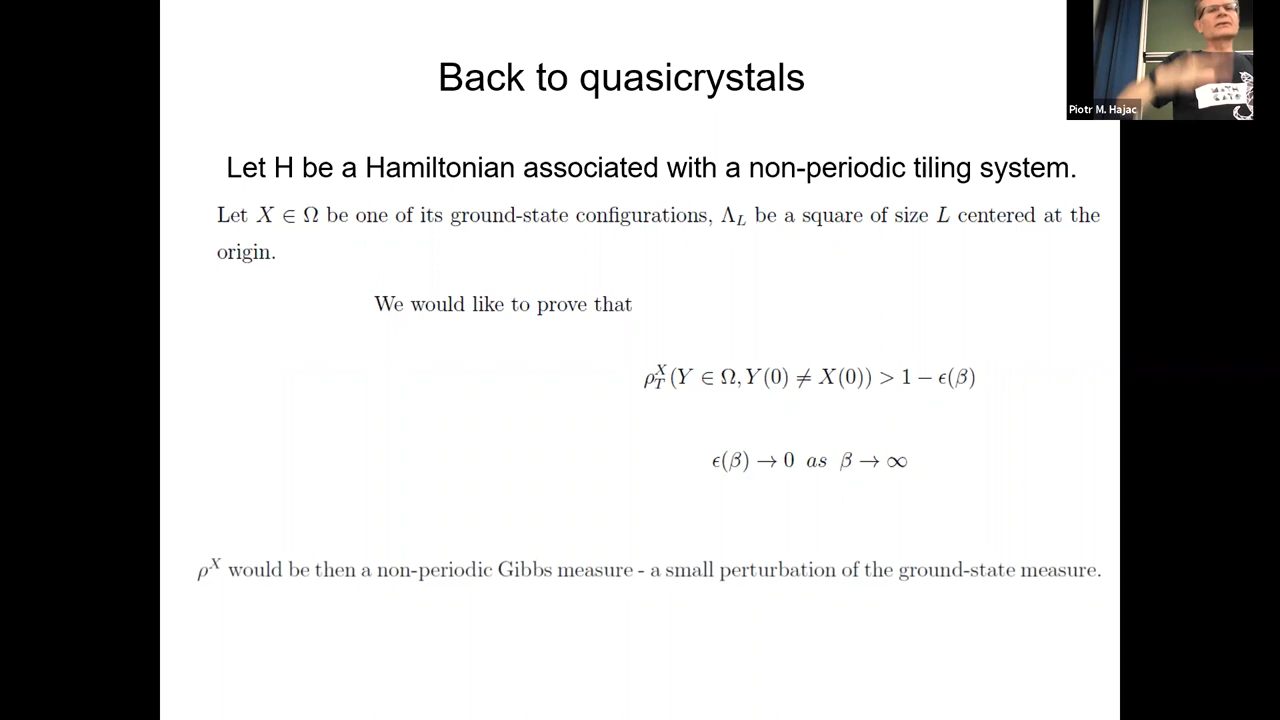 Back to quasicrystals
Piotr M. Hajac
Let H be a Hamiltonian associated with a non-periodic tiling system.
Let X ∈ Ω be one of its ground-state configurations, Λ_L be a square of size L centered at the
origin.
We would like to prove that
ρ_T^X(Y ∈ Ω, Y(0) ≠ X(0)) > 1 − ϵ(β)
ϵ(β) → 0 as β → ∞
ρ^X would be then a non-periodic Gibbs measure - a small perturbation of the ground-state measure.